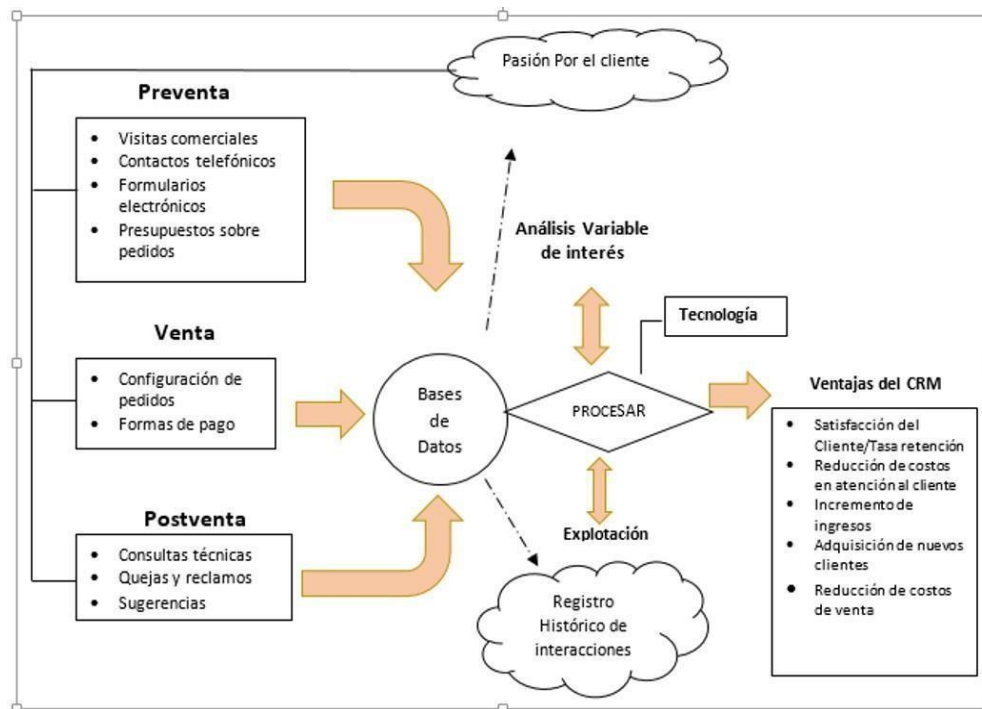 Pasión Por el cliente
Preventa
• Visitas comerciales
• Contactos telefónicos
• Formularios
electrónicos
• Presupuestos sobre
pedidos
Análisis Variable
de interés
Tecnología
Venta
• Configuración de
pedidos
• Formas de pago
Bases
de
Datos
PROCESAR
Ventajas del CRM
• Satisfacción del
Cliente/Tasa retención
• Reducción de costos
en atención al cliente
• Incremento de
ingresos
• Adquisición de nuevos
clientes
• Reducción de costos
de venta
Postventa
• Consultas técnicas
• Quejas y reclamos
• Sugerencias
Explotación
Registro
Histórico de
interacciones